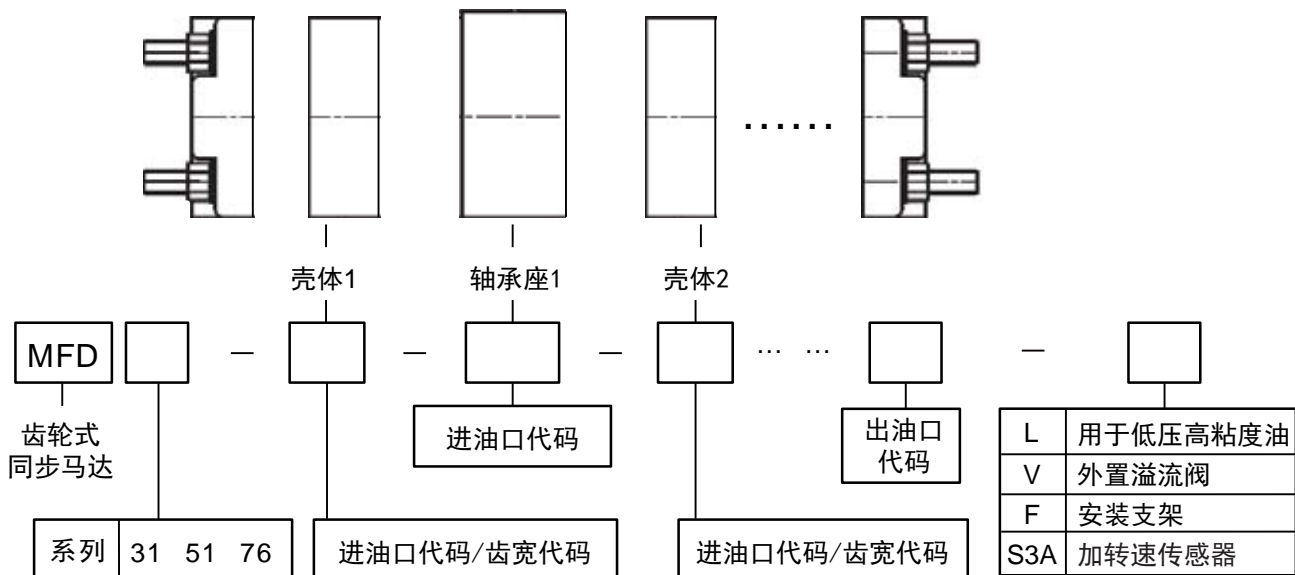 ......
壳体1 轴承座1 壳体2
MFD — — — … … —
齿轮式
同步马达
进油口代码
出油口
代码
L 用于低压高粘度油
V 外置溢流阀
F 安装支架
S3A 加转速传感器
系列 31 51 76
进油口代码/齿宽代码
进油口代码/齿宽代码